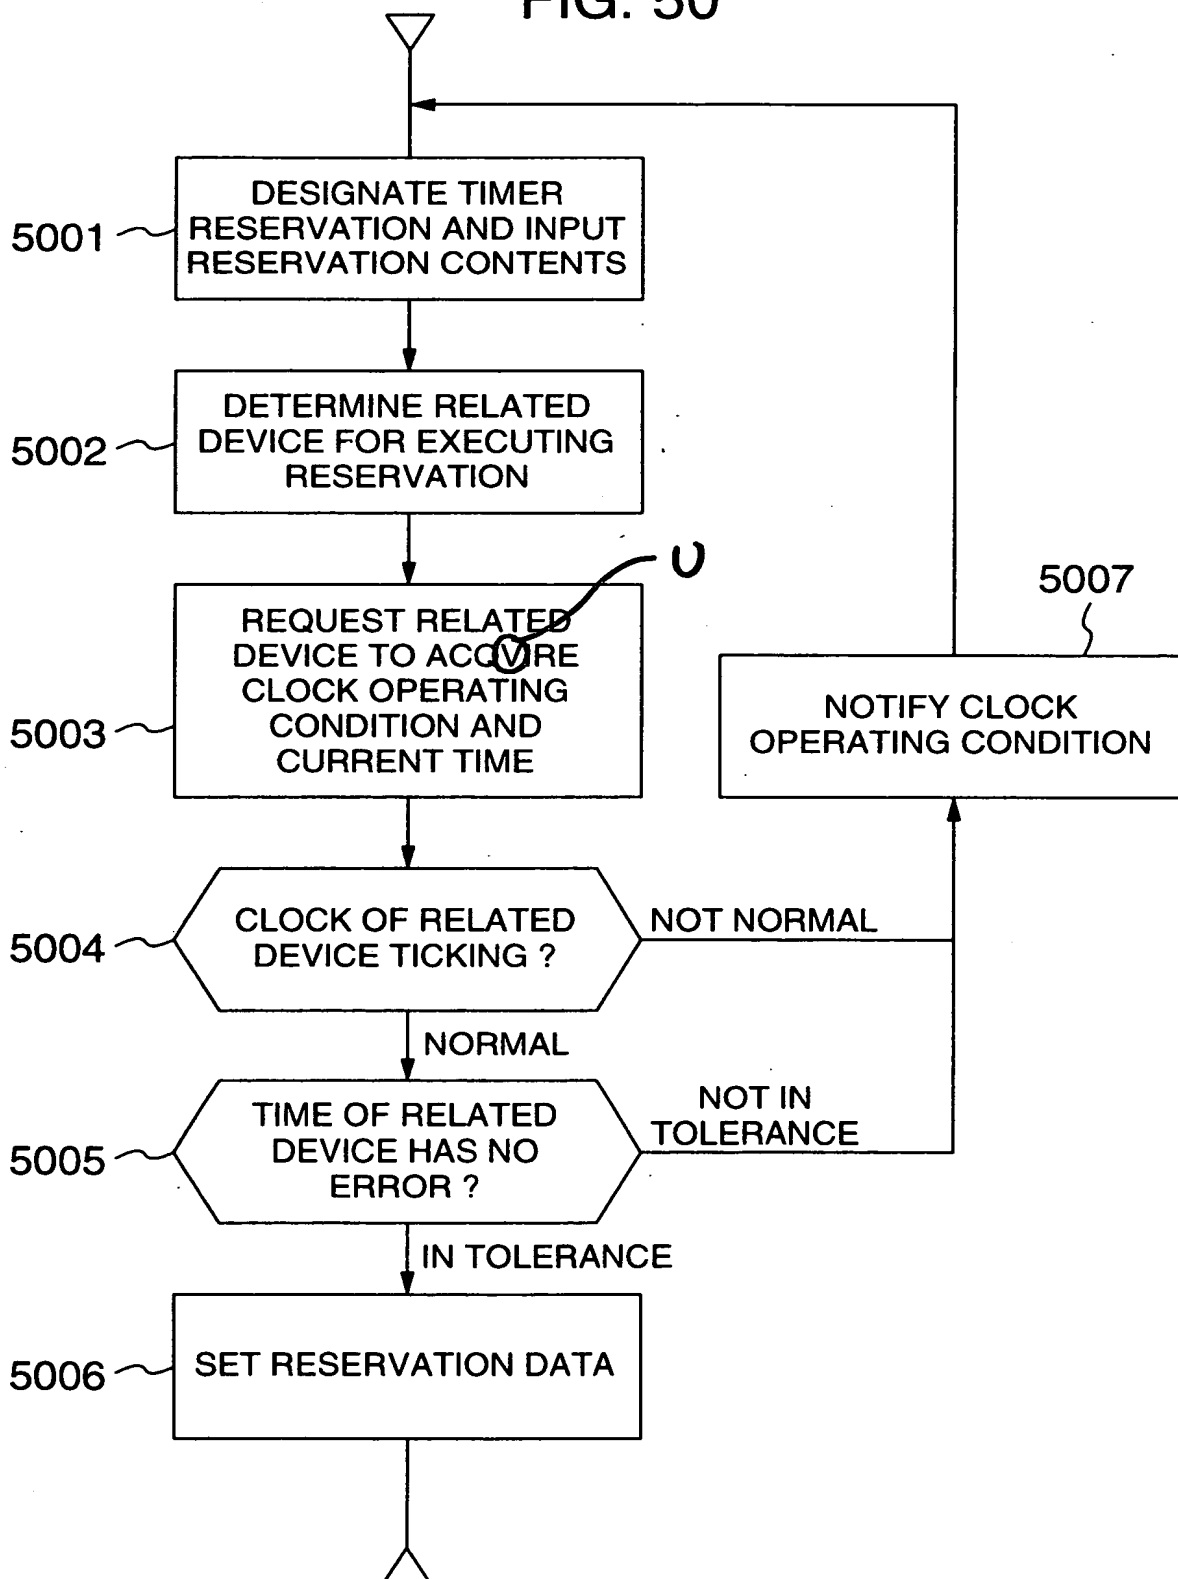 FIG. 50
5001
DESIGNATE TIMER
RESERVATION AND INPUT
RESERVATION CONTENTS
5002
DETERMINE RELATED
DEVICE FOR EXECUTING
RESERVATION
U
5003
REQUEST RELATED
DEVICE TO ACQVIRE
CLOCK OPERATING
CONDITION AND
CURRENT TIME
5007
NOTIFY CLOCK
OPERATING CONDITION
5004
CLOCK OF RELATED
DEVICE TICKING ?
NOT NORMAL
NORMAL
5005
TIME OF RELATED
DEVICE HAS NO
ERROR ?
NOT IN
TOLERANCE
IN TOLERANCE
5006
SET RESERVATION DATA